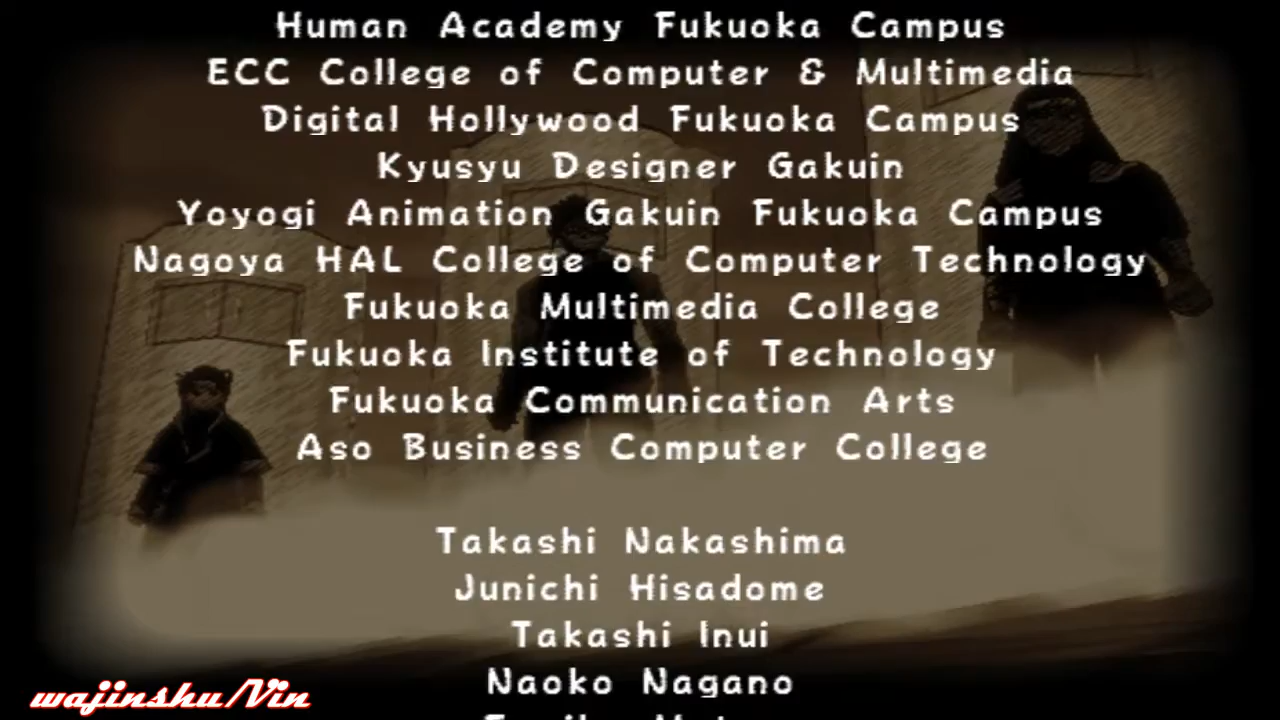 Human Academy Fukuoka Campus
ECC College of Computer & Multimedia
Digital Hollywood Fukuoka Campus
Kyusyu Designer Gakuin
Yoyogi Animation Gakuin Fukuoka Campus
Nagoya HAL College of Computer Technology
Fukuoka Multimedia College
Fukuoka Institute of Technology
Fukuoka Communication Arts
Aso Business Computer College
Takashi Nakashima
Junichi Hisadome
Takashi Inui
Naoko Nagano
wajinshu/Vin